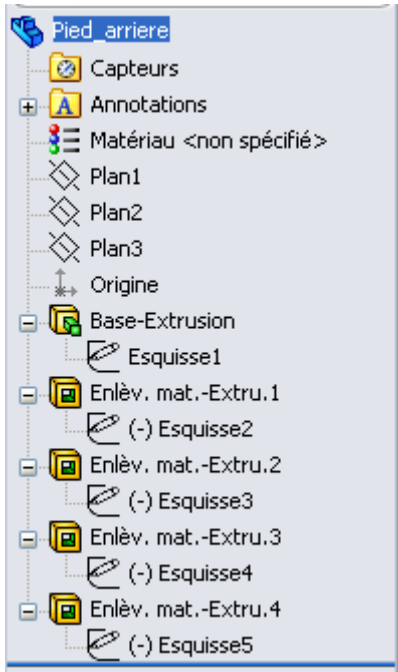 Pied_arriere
Capteurs
Annotations
Matériau <non spécifié>
Plan1
Plan2
Plan3
Origine
Base-Extrusion
Esquisse1
Enlèv. mat.-Extru.1
(-) Esquisse2
Enlèv. mat.-Extru.2
(-) Esquisse3
Enlèv. mat.-Extru.3
(-) Esquisse4
Enlèv. mat.-Extru.4
(-) Esquisse5